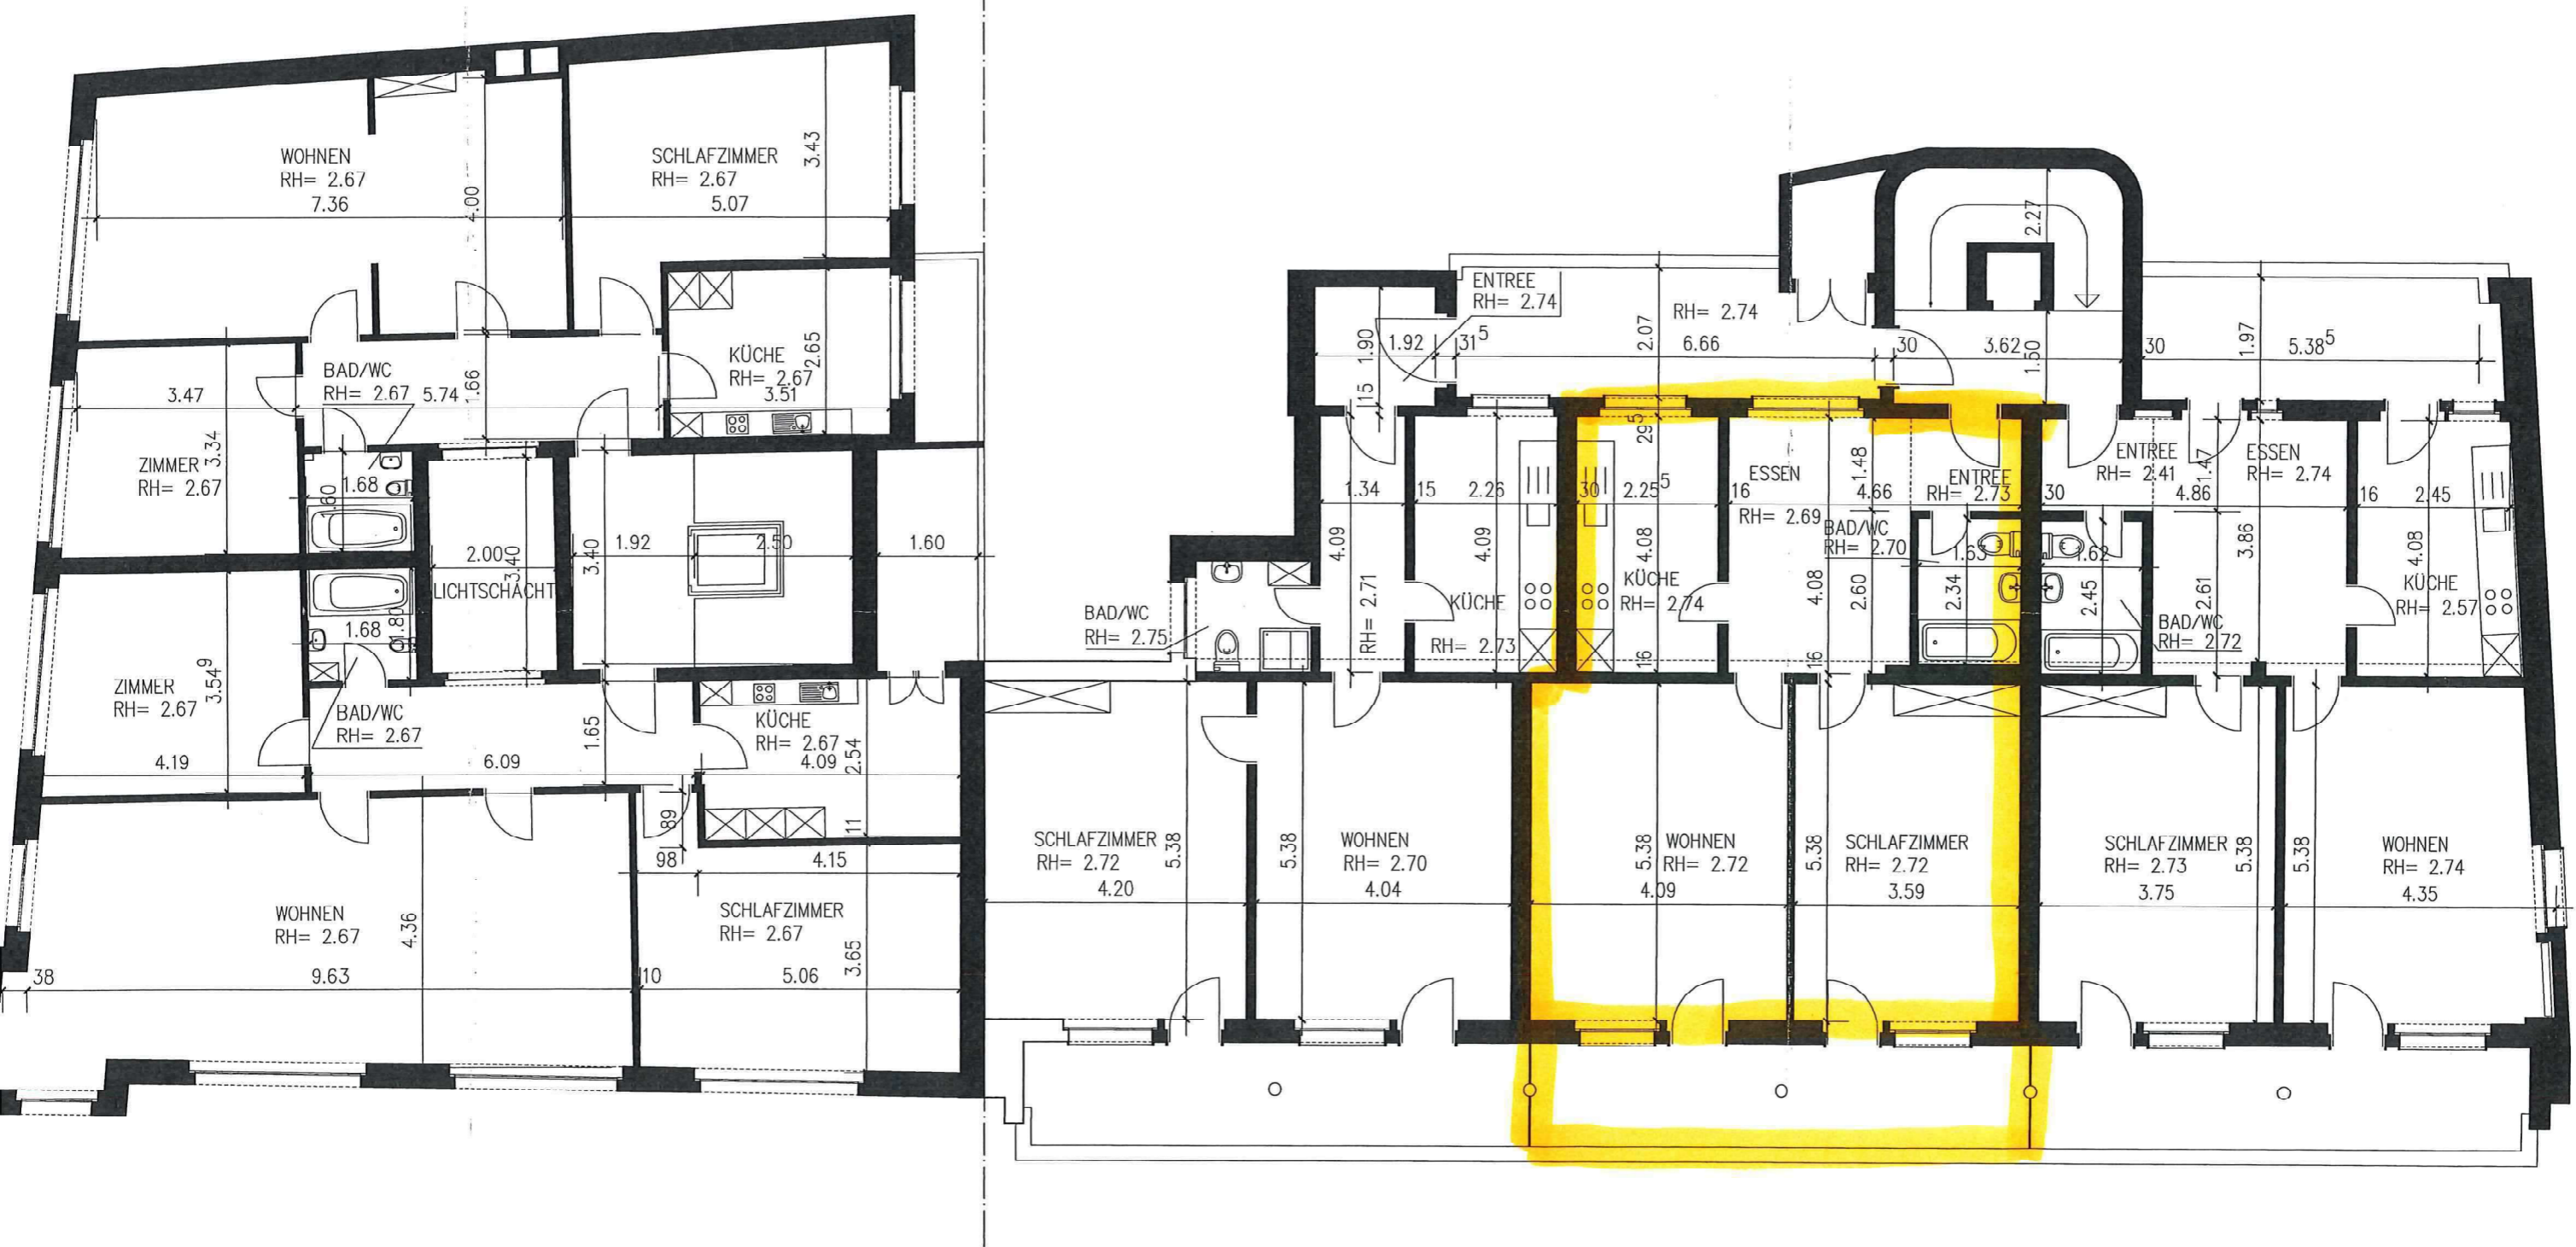 WOHNEN
RH= 2.67
7.36
4.00
SCHLAFZIMMER
RH= 2.67
5.07
3.43
KÜCHE
RH= 2.67
3.51
2.65
3.47
BAD/WC
RH= 2.67
5.74
1.66
ZIMMER
RH= 2.67
3.34
1.68
2.00
3.40
LICHTSCHACHT
3.40
1.92
2.50
1.60
1.68
ZIMMER
RH= 2.67
3.54⁹
BAD/WC
RH= 2.67
4.19
6.09
1.65
KÜCHE
RH= 2.67
4.09
2.54
11
89
98
4.15
WOHNEN
RH= 2.67
4.36
38
9.63
10
SCHLAFZIMMER
RH= 2.67
5.06
3.65
ENTREE
RH= 2.74
RH= 2.74
2.27
1.90
1.92
31⁵
2.07
6.66
30
3.62
1.50
30
1.97
5.38⁵
15
29⁵
1.34
15
2.26
4.09
4.09
RH= 2.71
KÜCHE
RH= 2.73
BAD/WC
RH= 2.75
30
2.25⁵
16
4.08
KÜCHE
RH= 2.74
16
ESSEN
RH= 2.69
1.48
4.66
ENTREE
RH= 2.73
BAD/WC
RH= 2.70
4.08
2.60
16
1.63
2.34
30
ENTREE
RH= 2.41
1.47
4.86
ESSEN
RH= 2.74
1.62
2.45
2.61
3.86
BAD/WC
RH= 2.72
16
2.45
4.08
KÜCHE
RH= 2.57
SCHLAFZIMMER
RH= 2.72
4.20
5.38
WOHNEN
RH= 2.70
4.04
5.38
WOHNEN
RH= 2.72
4.09
5.38
SCHLAFZIMMER
RH= 2.72
3.59
5.38
SCHLAFZIMMER
RH= 2.73
3.75
5.38
WOHNEN
RH= 2.74
4.35
5.38